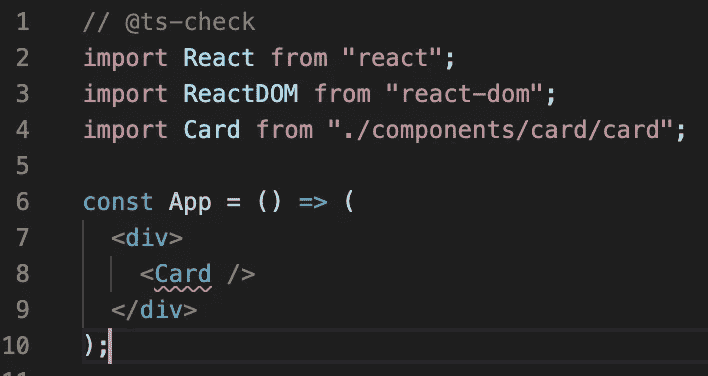 1 // @ts-check
2 import React from "react";
3 import ReactDOM from "react-dom";
4 import Card from "./components/card/card";
5
6 const App = () => (
7 <div>
8 <Card />
9 </div>
10 );
11